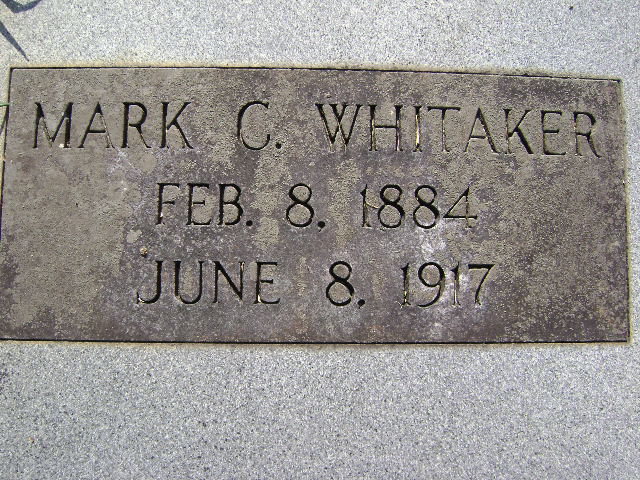 MARK C. WHITAKER
FEB. 8. 1884
JUNE 8. 1917